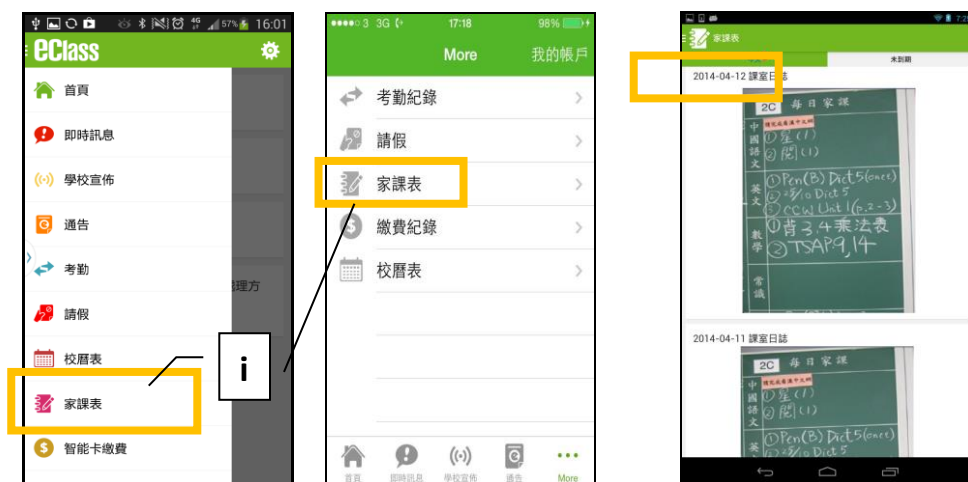 4G
57%
16:01
eClass
首頁
即時訊息
學校宣佈
通告
考勤
請假
校曆表
家課表
智能卡繳費
理方
i
3 3G
17:18
98%
More
我的帳戶
考勤紀錄
請假
家課表
繳費紀錄
校曆表
首頁
即時訊息
學校宣佈
通告
More
家課表
未到期
2014-04-12 課室日誌
2C 每日家課
中國語文
①星(1)
②閱(1)
英文
①Pen(B) Dict5(once)
Dict 5
③CCW Unit 1(p.2-3)
數學
①背3.4乘法表
②TSAP.9,14
常識
2014-04-11 課室日誌
2C 每日家課
中國語文
①星(1)
②閱(1)
英
①Pen(B) Dict5(once)
Dict 5